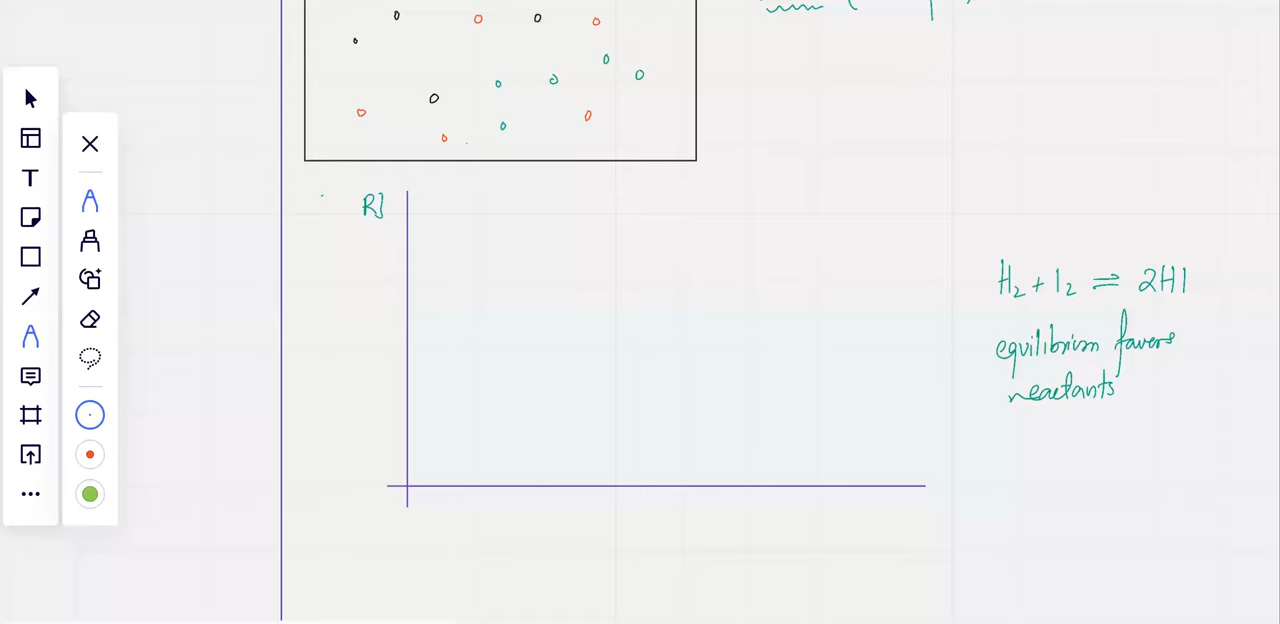 R]
H₂ + I₂ ⇌ 2HI
equilibrium favors
reactants